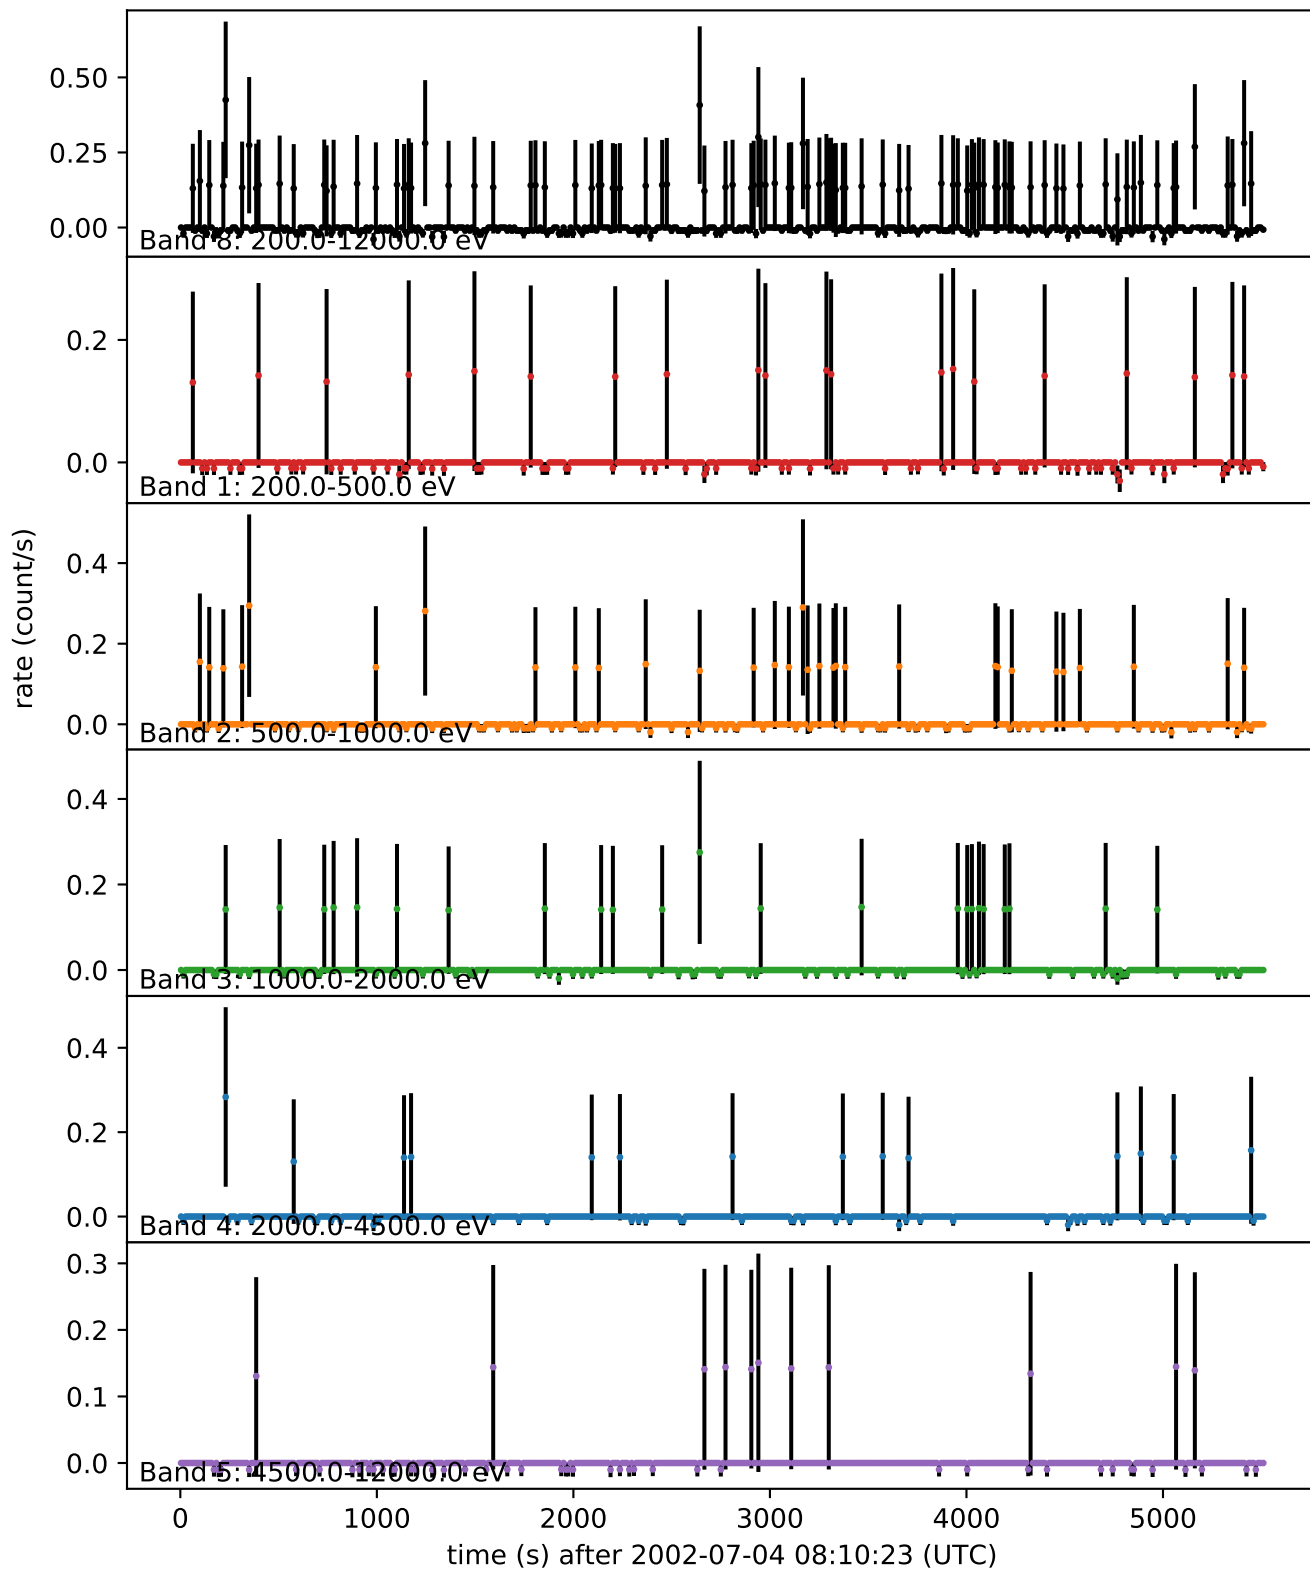 0.50
0.25
0.00
Band 8: 200.0-12000.0 eV
0.2
0.0
Band 1: 200.0-500.0 eV
rate (count/s)
0.4
0.2
0.0
Band 2: 500.0-1000.0 eV
0.4
0.2
0.0
Band 3: 1000.0-2000.0 eV
0.4
0.2
0.0
Band 4: 2000.0-4500.0 eV
0.3
0.2
0.1
0.0
Band 5: 4500.0-12000.0 eV
0 1000 2000 3000 4000 5000
time (s) after 2002-07-04 08:10:23 (UTC)